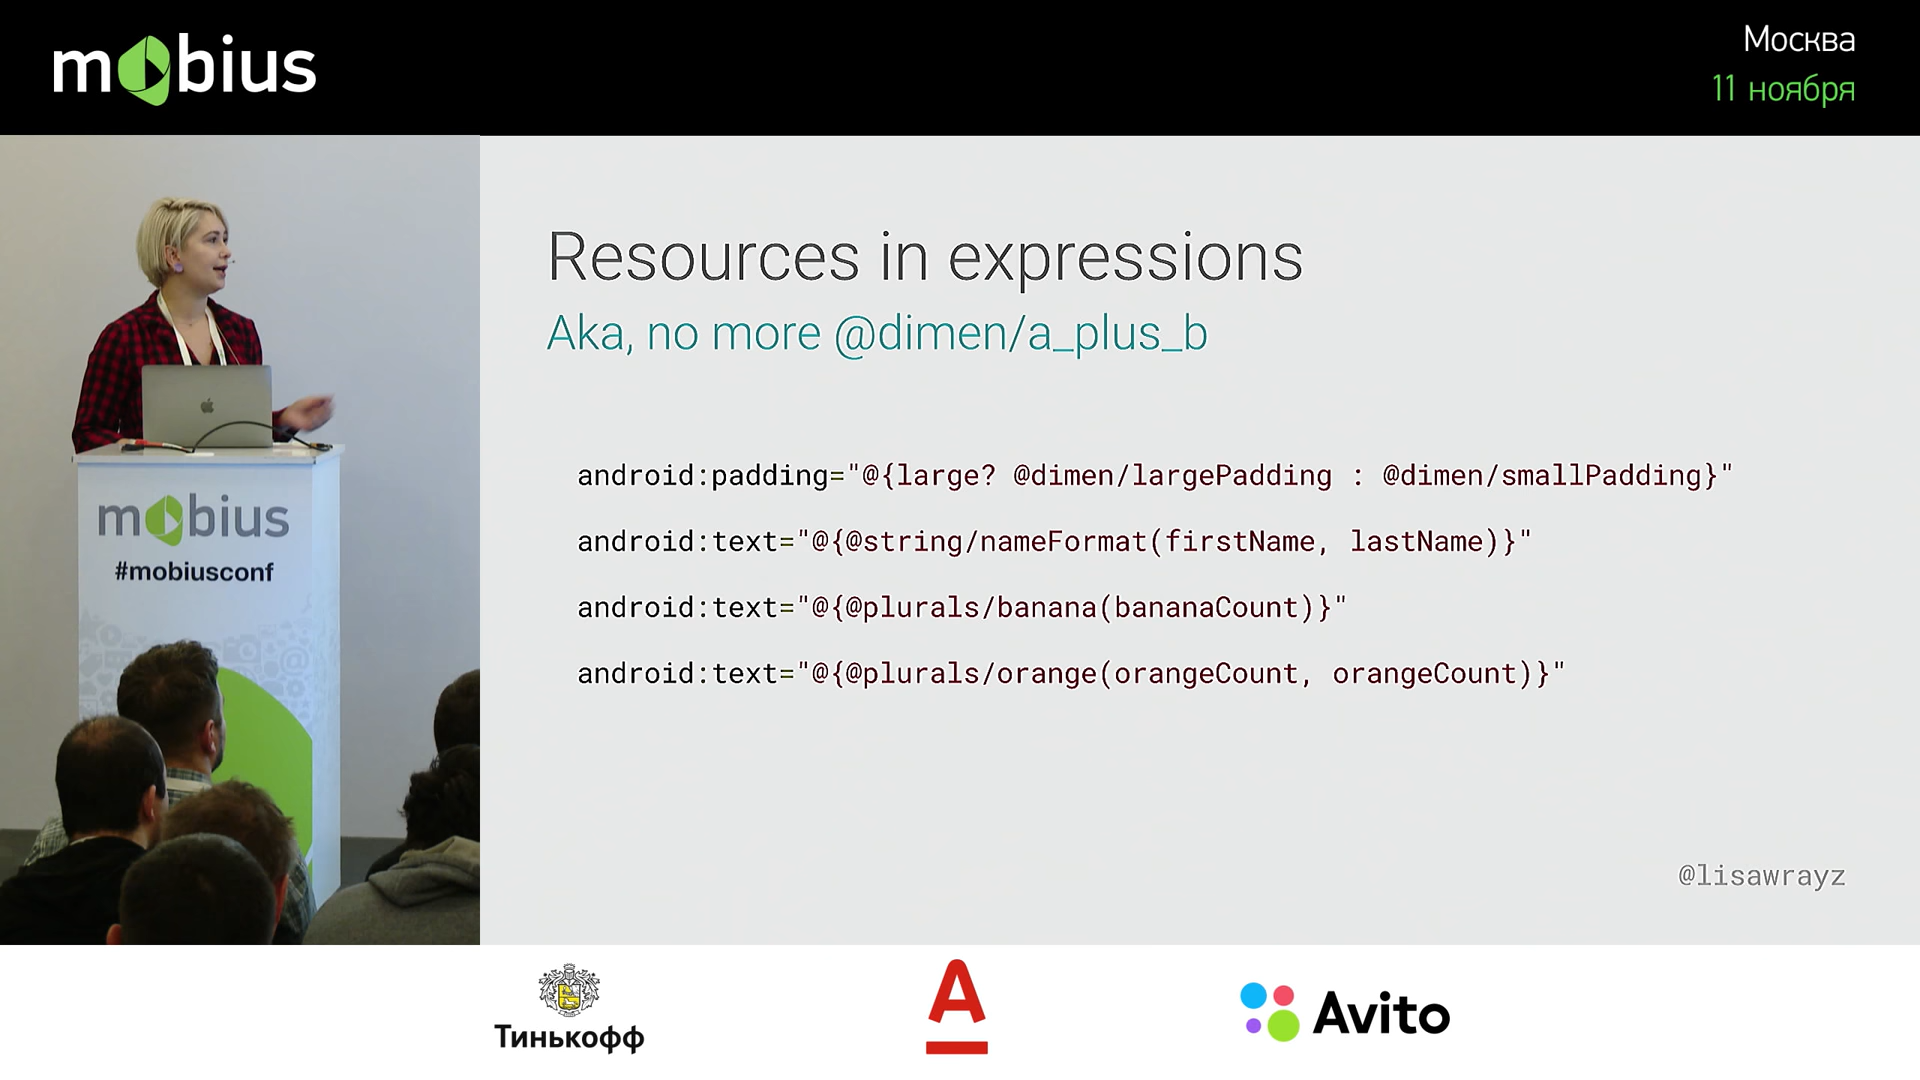 mobius
Москва
11 ноября
Resources in expressions
Aka, no more @dimen/a_plus_b
android:padding="@{large? @dimen/largePadding : @dimen/smallPadding}"
android:text="@{@string/nameFormat(firstName, lastName)}"
android:text="@{@plurals/banana(bananaCount)}"
android:text="@{@plurals/orange(orangeCount, orangeCount)}"
@lisawrayz
mobius
#mobiusconf
Тинькофф
А
Avito